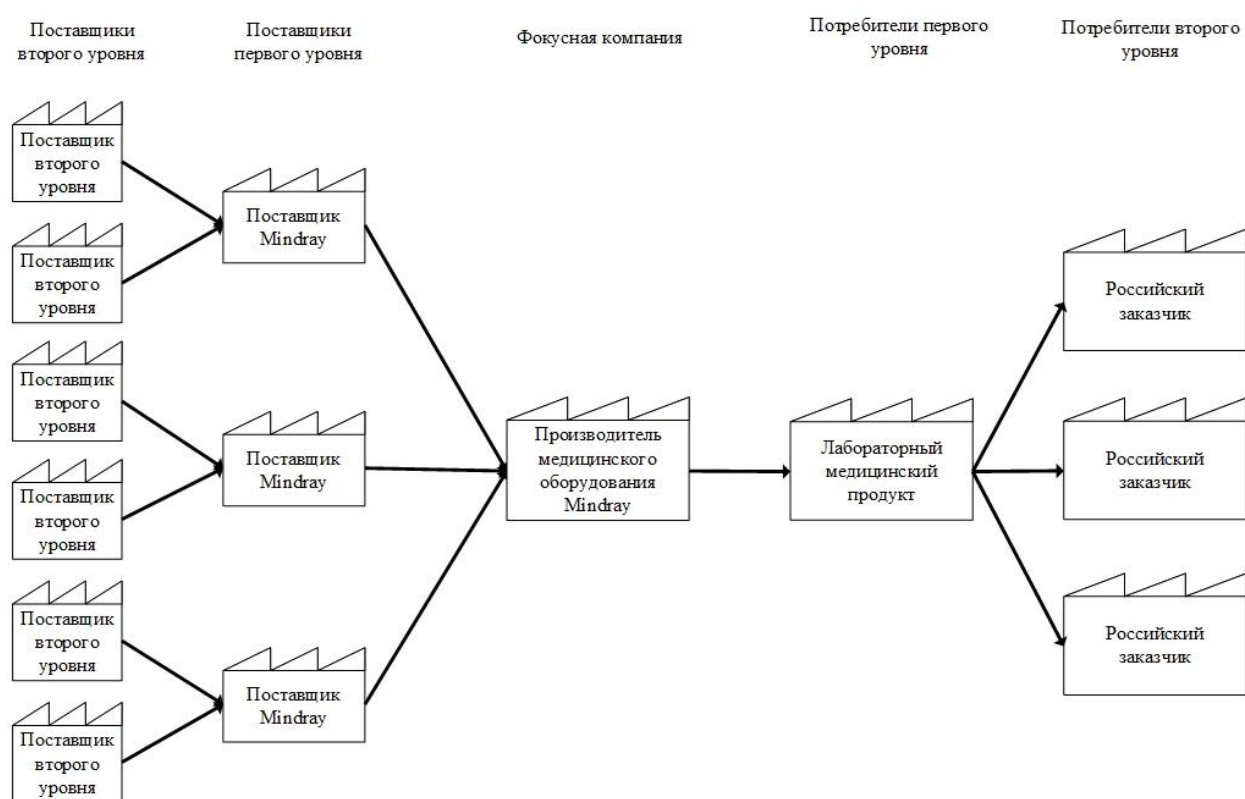 Поставщики
второго уровня
Поставщики
первого уровня
Фокусная компания
Потребители первого
уровня
Потребители второго
уровня
Поставщик
второго
уровня
Поставщик
второго
уровня
Поставщик
второго
уровня
Поставщик
второго
уровня
Поставщик
второго
уровня
Поставщик
второго
уровня
Поставщик
Mindray
Поставщик
Mindray
Поставщик
Mindray
Производитель
медицинского
оборудования
Mindray
Лабораторный
медицинский
продукт
Российский
заказчик
Российский
заказчик
Российский
заказчик